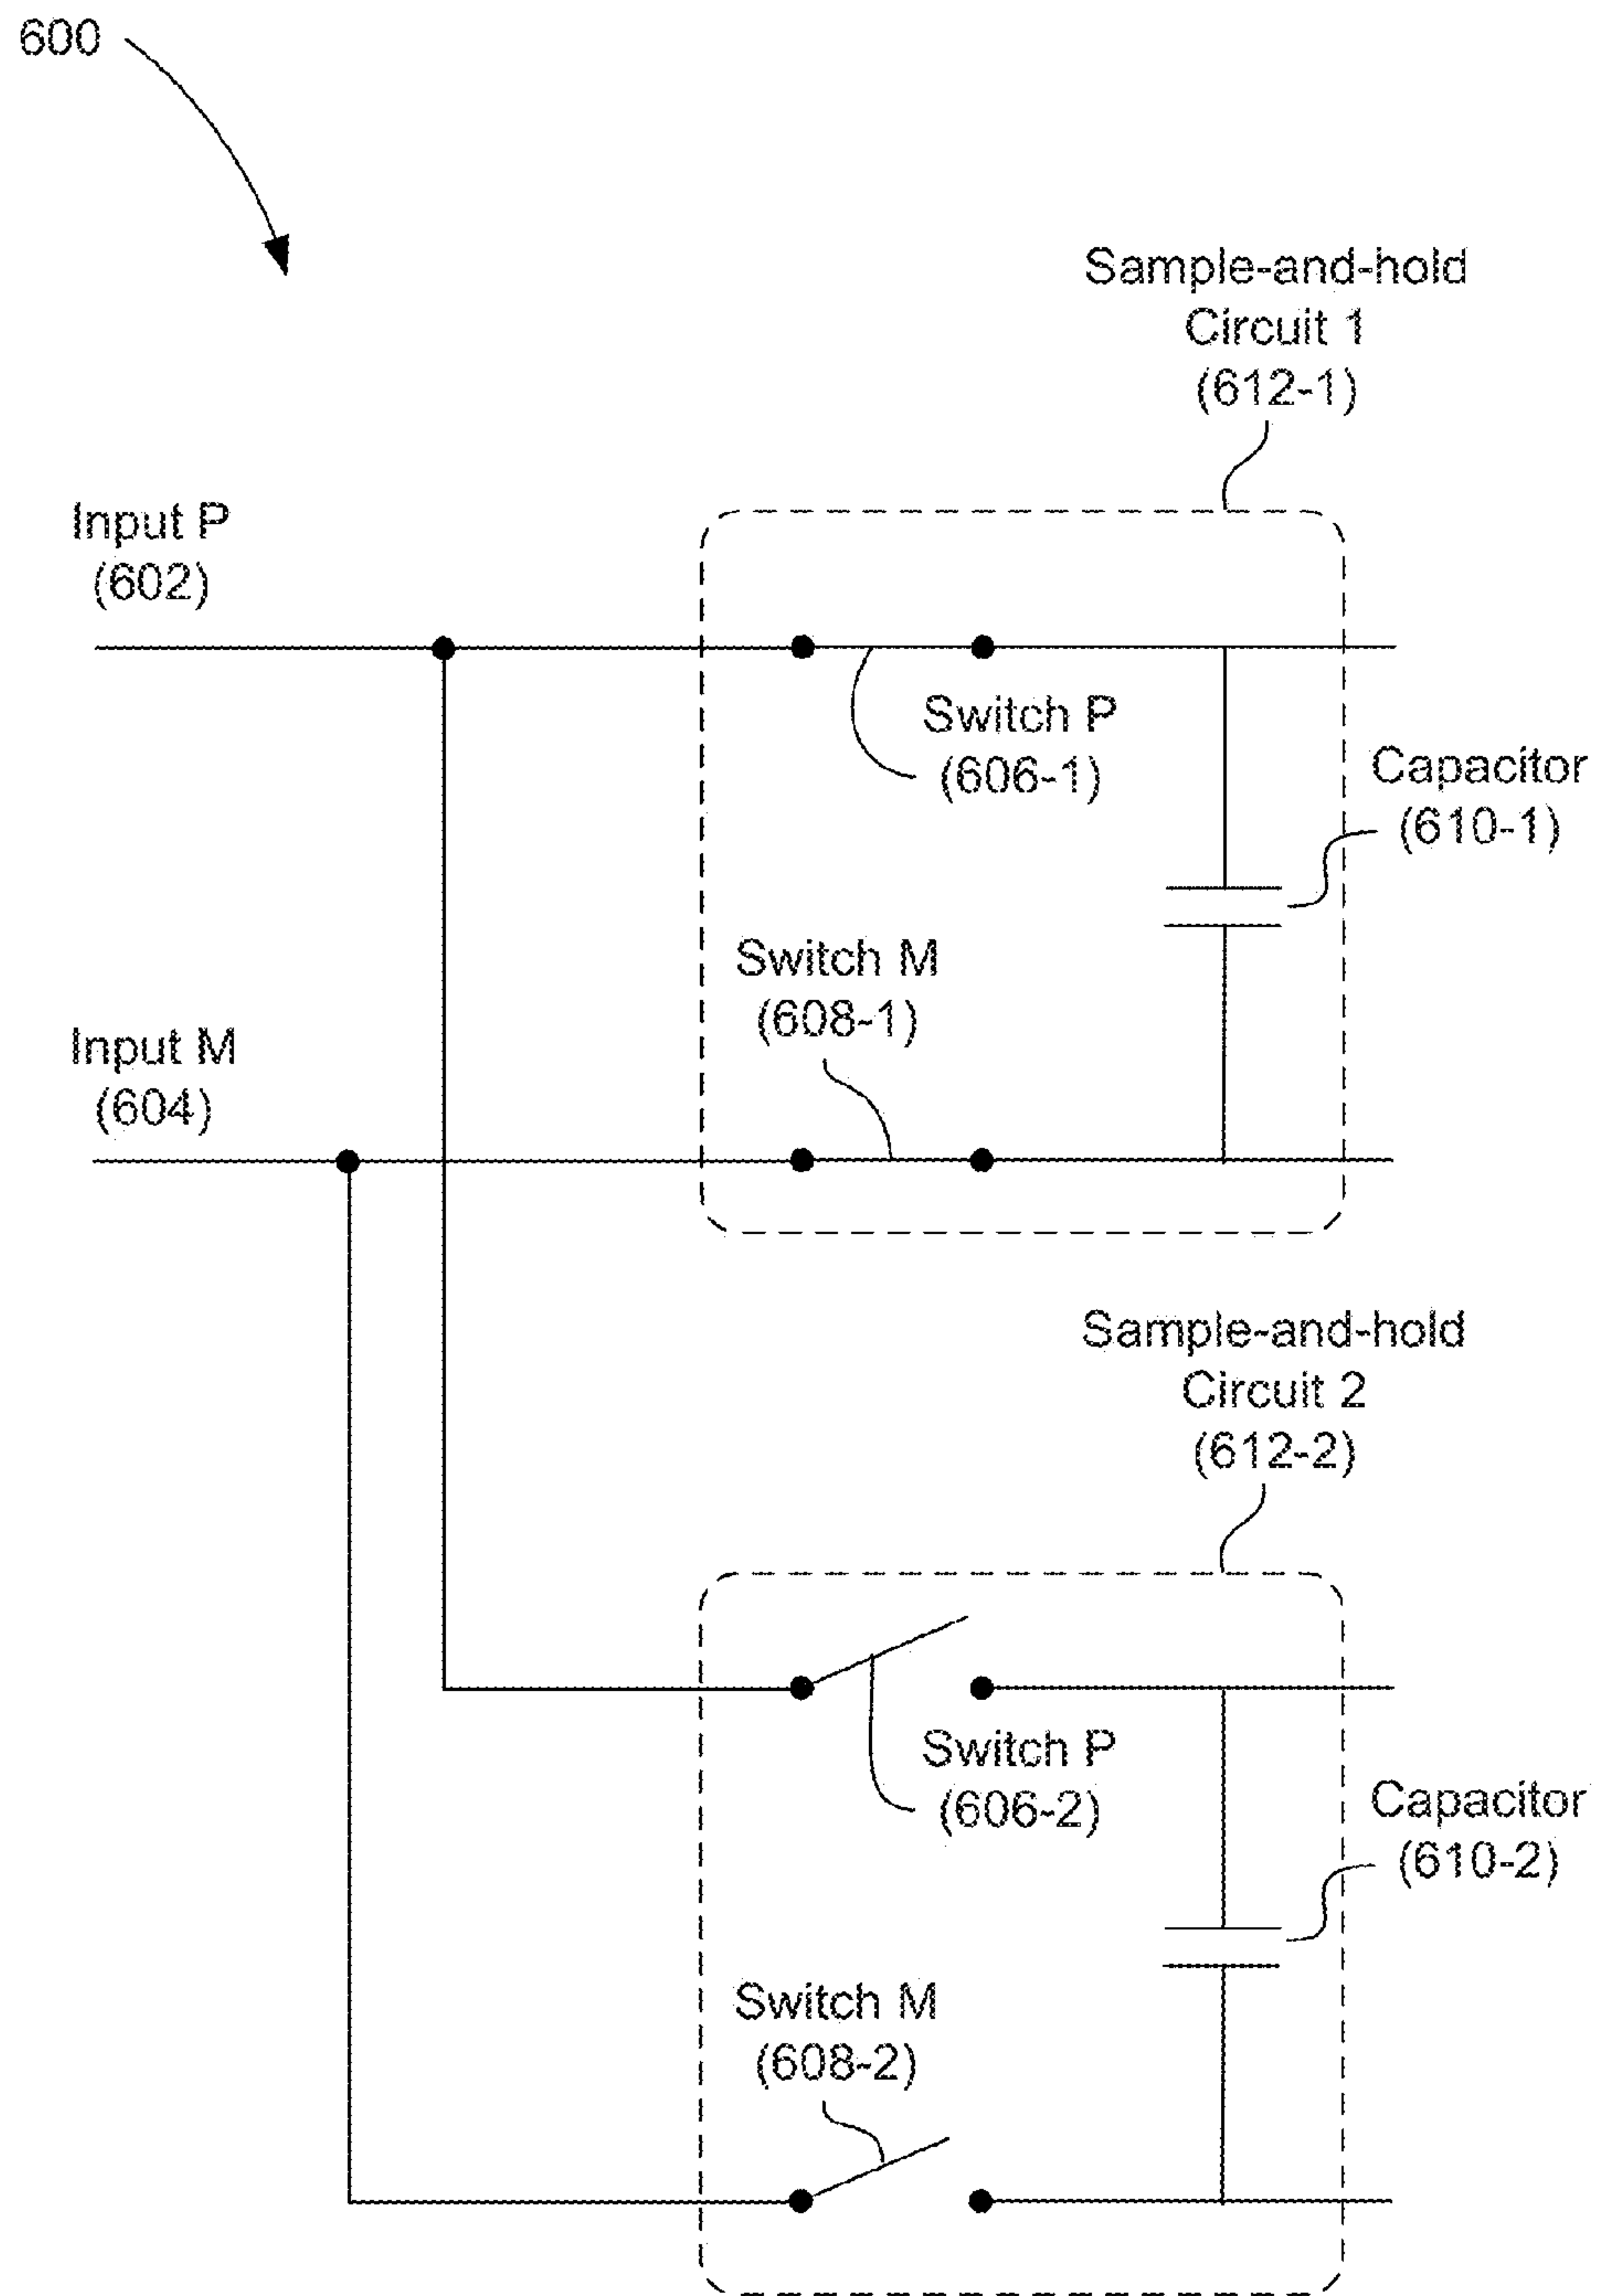 600
Sample-and-hold
Circuit 1
(612-1)
Input P
(602)
Switch P
(606-1)
Capacitor
(610-1)
Switch M
(608-1)
Input M
(604)
Sample-and-hold
Circuit 2
(612-2)
Switch P
(606-2)
Capacitor
(610-2)
Switch M
(608-2)